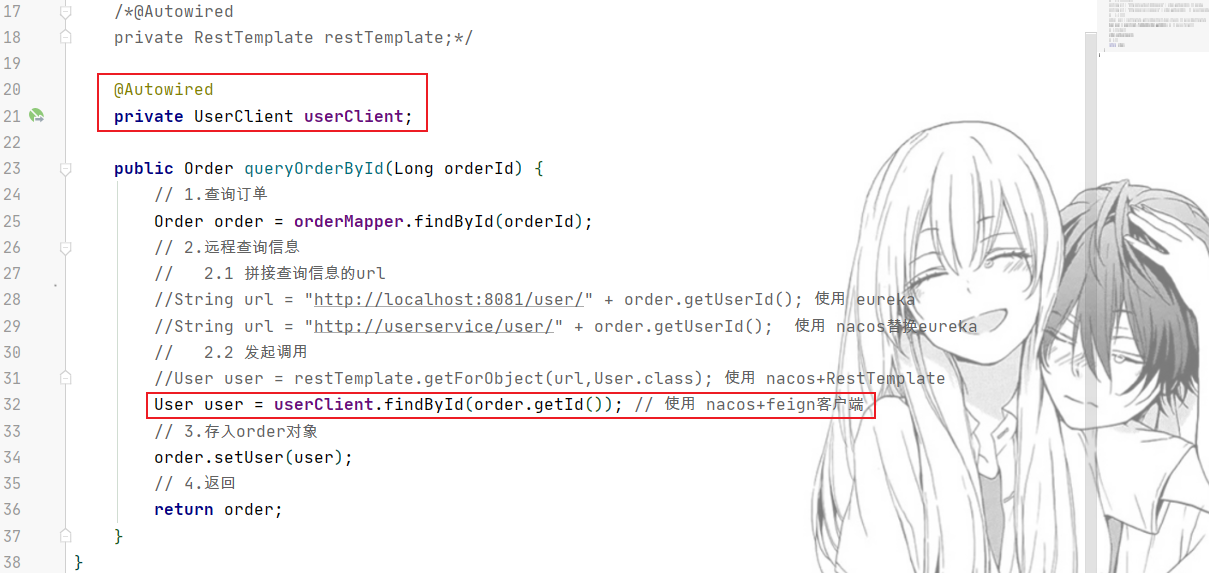 17 /*@Autowired
18 private RestTemplate restTemplate;*/
19
20 @Autowired
21 private UserClient userClient;
22
23 public Order queryOrderById(Long orderId) {
24 // 1.查询订单
25 Order order = orderMapper.findById(orderId);
26 // 2.远程查询信息
27 //   2.1 拼接查询信息的url
28 //String url = "http://localhost:8081/user/" + order.getUserId(); 使用 eureka
29 //String url = "http://userservice/user/" + order.getUserId();  使用 nacos替换eureka
30 //   2.2 发起调用
31 //User user = restTemplate.getForObject(url,User.class); 使用 nacos+RestTemplate
32 User user = userClient.findById(order.getId()); // 使用 nacos+feign客户端
33 // 3.存入order对象
34 order.setUser(user);
35 // 4.返回
36 return order;
37 }
38 }